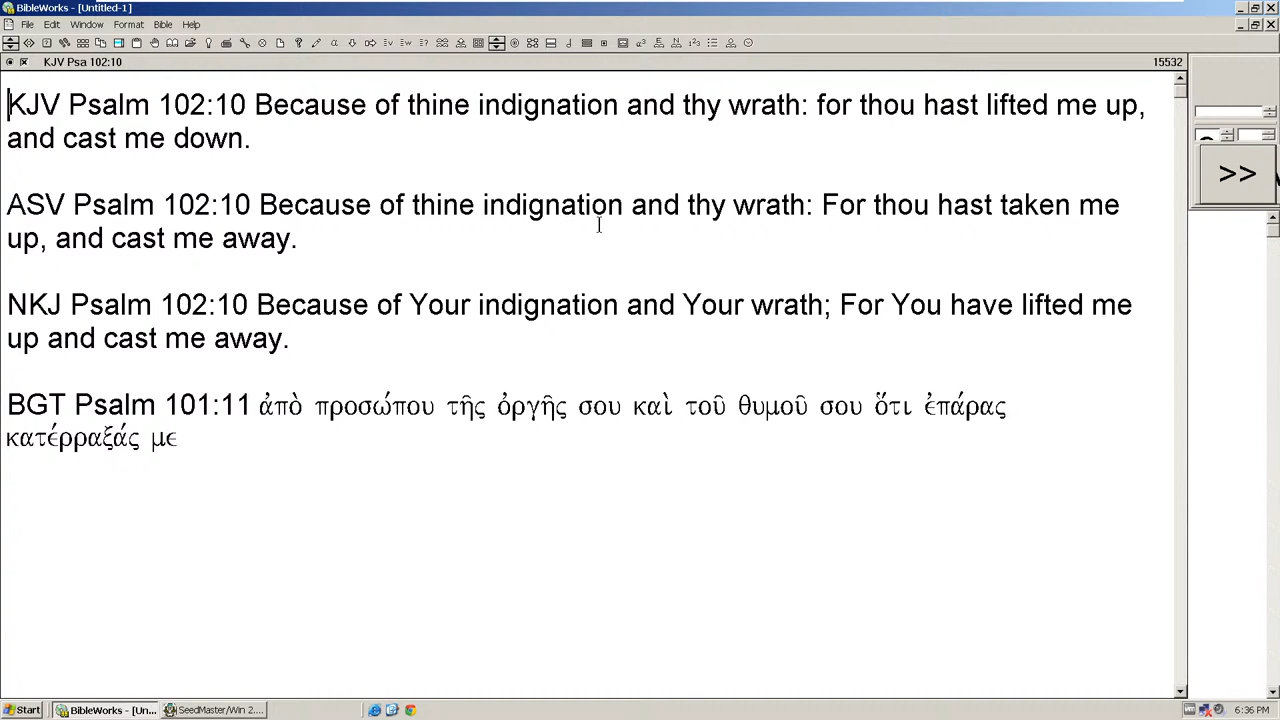 BibleWorks - [Untitled-1]
File Edit Window Format Bible Help
KJV Psa 102:10 15532
KJV Psalm 102:10 Because of thine indignation and thy wrath: for thou hast lifted me up,
and cast me down.
ASV Psalm 102:10 Because of thine indignation and thy wrath: For thou hast taken me
up, and cast me away.
NKJ Psalm 102:10 Because of Your indignation and Your wrath; For You have lifted me
up and cast me away.
BGT Psalm 101:11 ἀπὸ προσώπου τῆς ὀργῆς σου καὶ τοῦ θυμοῦ σου ὅτι ἐπάρας
κατέρραξάς με
>>
Start BibleWorks - [Un... SeedMaster/Win 2.... 6:36 PM